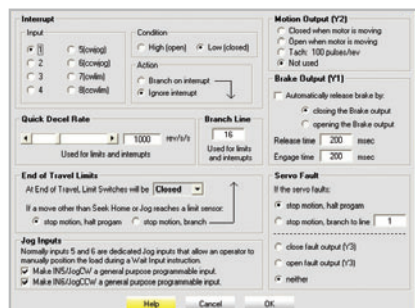 Interrupt
Input
1
2
3
4
5(cwjog)
6(ccwjog)
7(cwlim)
8(ccwlim)
Condition
High (open)
Low (closed)
Action
Branch on interrupt
Ignore interrupt
Quick Decel Rate
1000 rev/s/s
Used for limits and interrupts
Branch Line
16
Used for limits
and interrupts
End of Travel Limits
At End of Travel, Limit Switches will be Closed
If a move other than Seek Home or Jog reaches a limit sensor:
stop motion, halt progam
stop motion, branch
Jog Inputs
Normally inputs 5 and 6 are dedicated Jog inputs that allow an operator to
manually position the load during a Wait Input instruction.
Make IN5/JogCW a general purpose programmable input.
Make IN6/JogCCW a general purpose programmable input.
Motion Output (Y2)
Closed when motor is moving
Open when motor is moving
Tach: 100 pulses/rev
Not used
Brake Output (Y1)
Automatically release brake by:
closing the Brake output
opening the Brake output
Release time 200 msec
Engage time 200 msec
Servo Fault
If the servo faults:
stop motion, halt progam
stop motion, branch to line 1
close fault output (Y3)
open fault output (Y3)
neither
Help
Cancel
OK